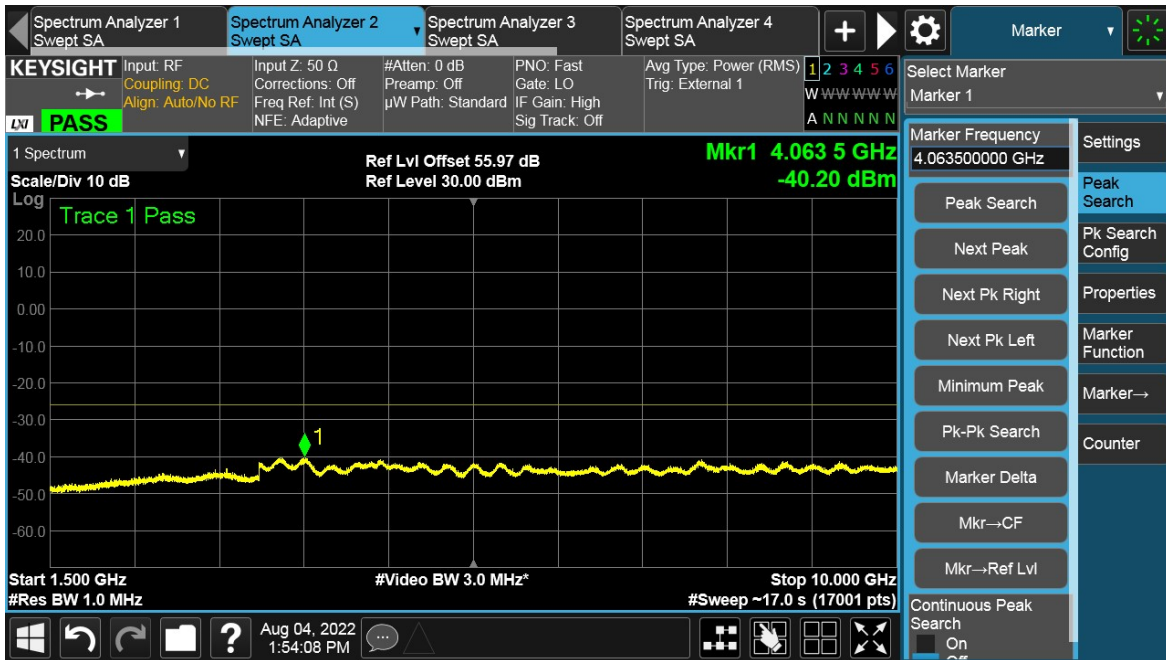 Spectrum Analyzer 1
Swept SA
Spectrum Analyzer 2
Swept SA
Spectrum Analyzer 3
Swept SA
Spectrum Analyzer 4
Swept SA
+
Marker
KEYSIGHT
LXI PASS
Input: RF
Coupling: DC
Align: Auto/No RF
Input Z: 50 Ω
Corrections: Off
Freq Ref: Int (S)
NFE: Adaptive
#Atten: 0 dB
Preamp: Off
µW Path: Standard
PNO: Fast
Gate: LO
IF Gain: High
Sig Track: Off
Avg Type: Power (RMS)
Trig: External 1
1 2 3 4 5 6
W W W W W W
A N N N N N
Select Marker
Marker 1
1 Spectrum
Scale/Div 10 dB
Ref Lvl Offset 55.97 dB
Ref Level 30.00 dBm
Mkr1 4.063 5 GHz
-40.20 dBm
Log
Trace 1 Pass
20.0
10.0
0.00
-10.0
-20.0
-30.0
-40.0
-50.0
-60.0
1
Start 1.500 GHz
#Res BW 1.0 MHz
#Video BW 3.0 MHz*
Stop 10.000 GHz
#Sweep ~17.0 s (17001 pts)
Marker Frequency
4.063500000 GHz
Peak Search
Next Peak
Next Pk Right
Next Pk Left
Minimum Peak
Pk-Pk Search
Marker Delta
Mkr→CF
Mkr→Ref Lvl
Continuous Peak
Search
On
Off
Settings
Peak
Search
Pk Search
Config
Properties
Marker
Function
Marker→
Counter
?
Aug 04, 2022
1:54:08 PM